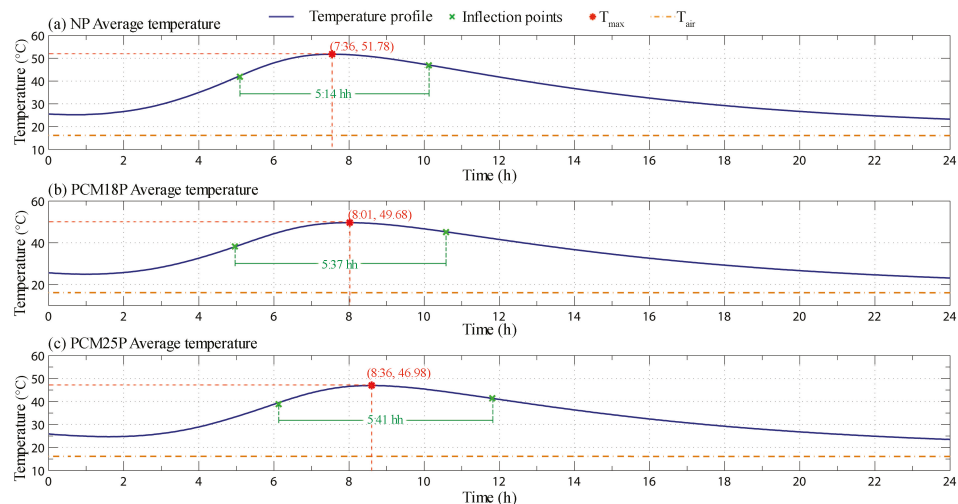 (a) NP Average temperature
Temperature profile
Inflection points
T_max
T_air
Temperature (°C)
60
50
40
30
20
10
(7:36, 51.78)
5:14 hh
0 2 4 6 8 10 12 14 16 18 20 22 24
Time (h)
(b) PCM18P Average temperature
Temperature (°C)
60
40
20
(8:01, 49.68)
5:37 hh
0 2 4 6 8 10 12 14 16 18 20 22 24
Time (h)
(c) PCM25P Average temperature
Temperature (°C)
60
50
40
30
20
10
(8:36, 46.98)
5:41 hh
0 2 4 6 8 10 12 14 16 18 20 22 24
Time (h)